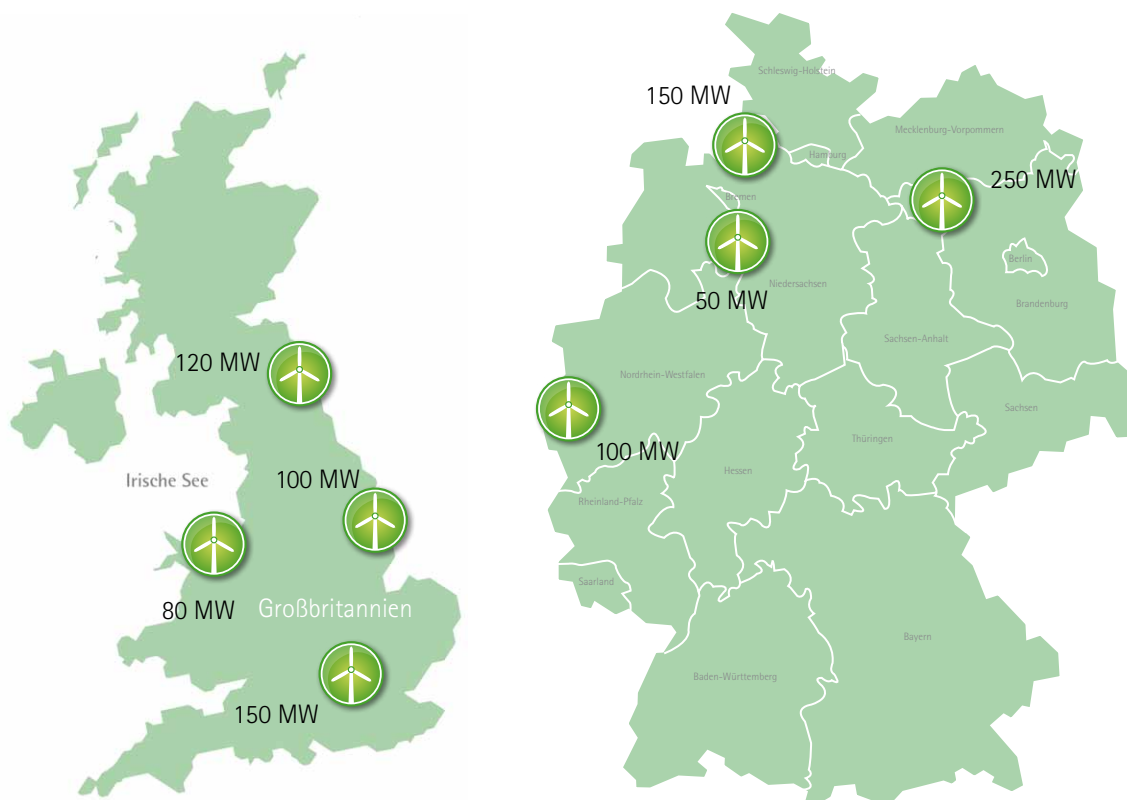 120 MW
Irische See
100 MW
80 MW
Großbritannien
150 MW
Schleswig-Holstein
150 MW
Mecklenburg-Vorpommern
Hamburg
250 MW
Bremen
Berlin
Niedersachsen
50 MW
Brandenburg
Sachsen-Anhalt
Nordrhein-Westfalen
Sachsen
Thüringen
100 MW
Hessen
Rheinland-Pfalz
Saarland
Bayern
Baden-Württemberg